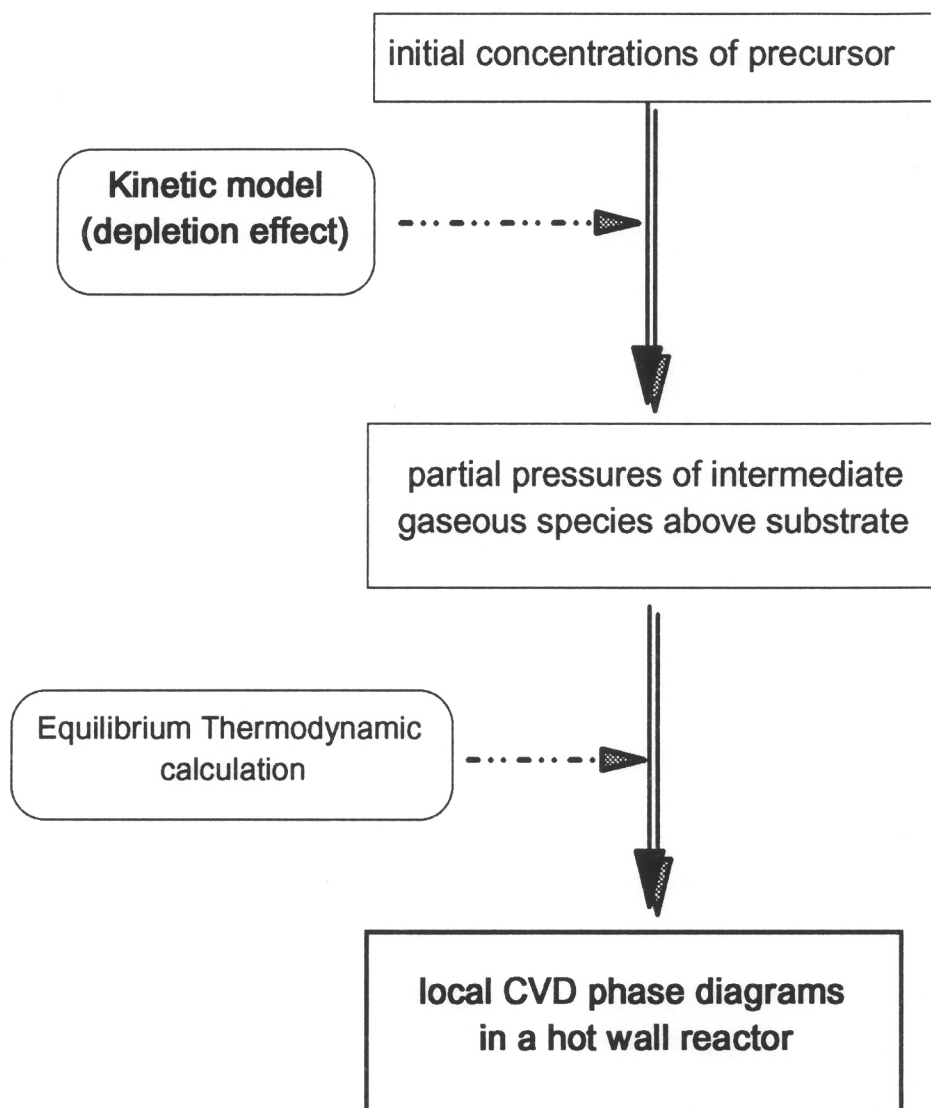 initial concentrations of precursor
Kinetic model
(depletion effect)
partial pressures of intermediate
gaseous species above substrate
Equilibrium Thermodynamic
calculation
local CVD phase diagrams
in a hot wall reactor